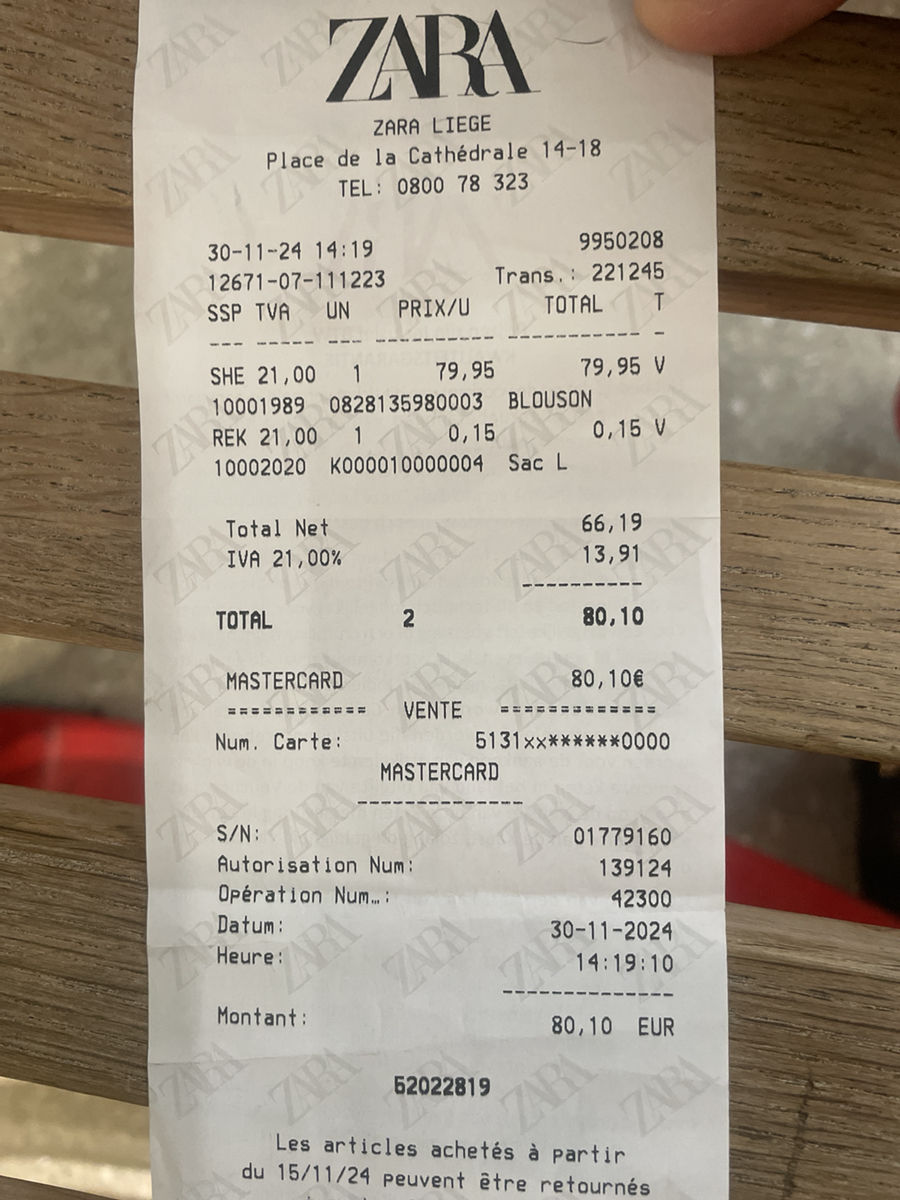 ZARA
ZARA LIEGE
Place de la Cathédrale 14-18
TEL: 0800 78 323
30-11-24 14:19 9950208
12671-07-111223 Trans.: 221245
SSP TVA UN PRIX/U TOTAL T
--- ----- --- ---------- ----------- -
SHE 21,00 1 79,95 79,95 V
10001989 0828135980003 BLOUSON
REK 21,00 1 0,15 0,15 V
10002020 K000010000004 Sac L
Total Net 66,19
IVA 21,00% 13,91
----------
TOTAL 2 80,10
MASTERCARD 80,10€
============ VENTE =============
Num. Carte: 5131xx******0000
MASTERCARD
--------------
S/N: 01779160
Autorisation Num: 139124
Opération Num…: 42300
Datum: 30-11-2024
Heure: 14:19:10
--------------
Montant: 80,10 EUR
52022819
Les articles achetés à partir
du 15/11/24 peuvent être retournés